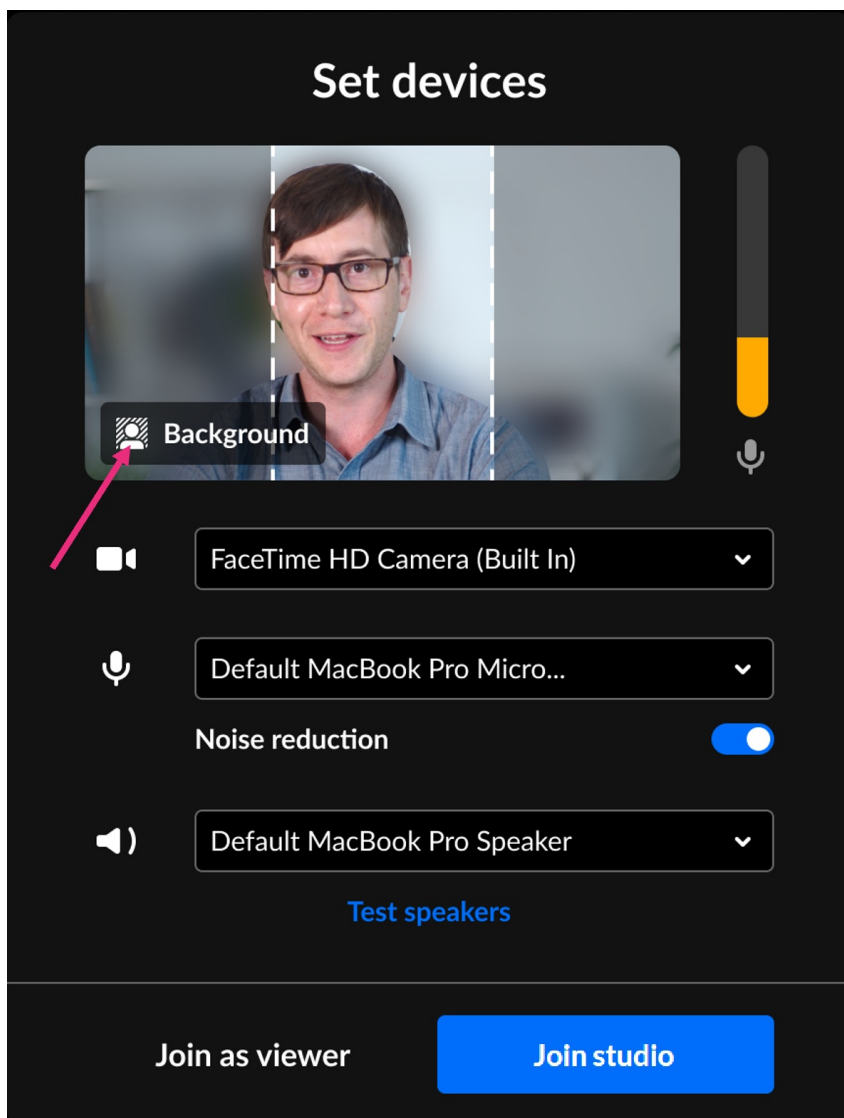 Set devices
Background
FaceTime HD Camera (Built In)
Default MacBook Pro Micro...
Noise reduction
Default MacBook Pro Speaker
Test speakers
Join as viewer
Join studio